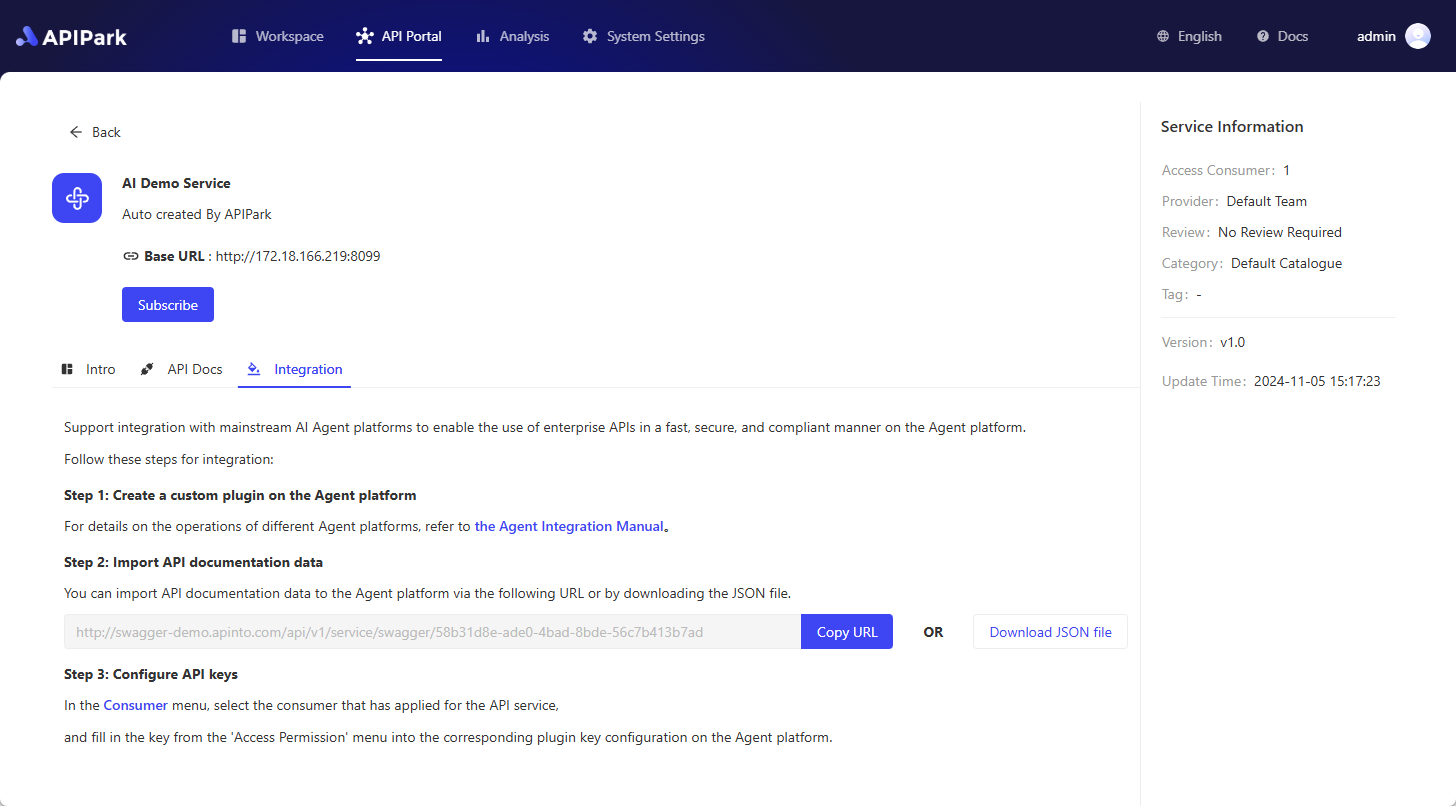 APIPark
Workspace
API Portal
Analysis
System Settings
English
Docs
admin
Back
AI Demo Service
Auto created By APIPark
Base URL : http://172.18.166.219:8099
Subscribe
Intro
API Docs
Integration
Support integration with mainstream AI Agent platforms to enable the use of enterprise APIs in a fast, secure, and compliant manner on the Agent platform.
Follow these steps for integration:
Step 1: Create a custom plugin on the Agent platform
For details on the operations of different Agent platforms, refer to the Agent Integration Manual。
Step 2: Import API documentation data
You can import API documentation data to the Agent platform via the following URL or by downloading the JSON file.
http://swagger-demo.apinto.com/api/v1/service/swagger/58b31d8e-ade0-4bad-8bde-56c7b413b7ad
Copy URL
OR
Download JSON file
Step 3: Configure API keys
In the Consumer menu, select the consumer that has applied for the API service,
and fill in the key from the 'Access Permission' menu into the corresponding plugin key configuration on the Agent platform.
Service Information
Access Consumer: 1
Provider: Default Team
Review: No Review Required
Category: Default Catalogue
Tag: -
Version: v1.0
Update Time: 2024-11-05 15:17:23